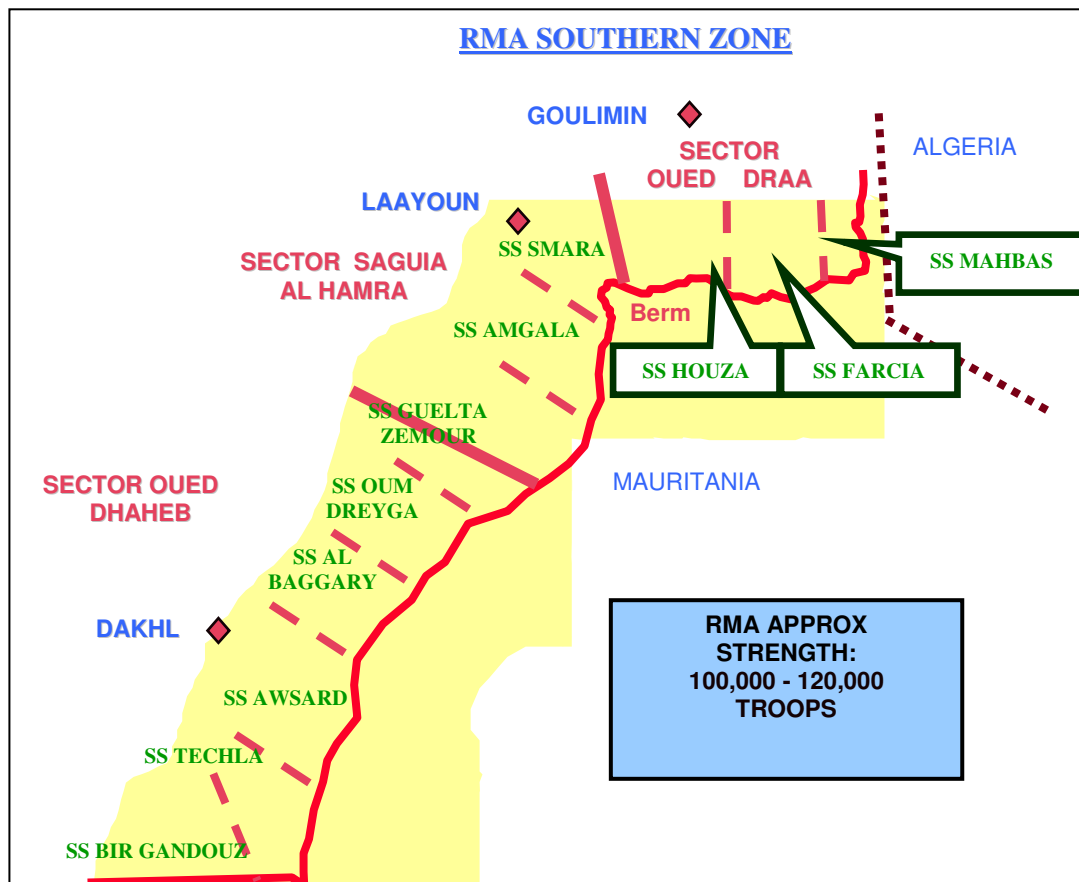 RMA SOUTHERN ZONE
GOULIMIN
SECTOR
OUED DRAA
ALGERIA
LAAYOUN
SS SMARA
SECTOR SAGUIA
AL HAMRA
SS MAHBAS
Berm
SS AMGALA
SS HOUZA
SS FARCIA
SS GUELTA
ZEMOUR
MAURITANIA
SECTOR OUED
DHAHEB
SS OUM
DREYGA
SS AL
BAGGARY
DAKHL
RMA APPROX
STRENGTH:
100,000 - 120,000
TROOPS
SS AWSARD
SS TECHLA
SS BIR GANDOUZ